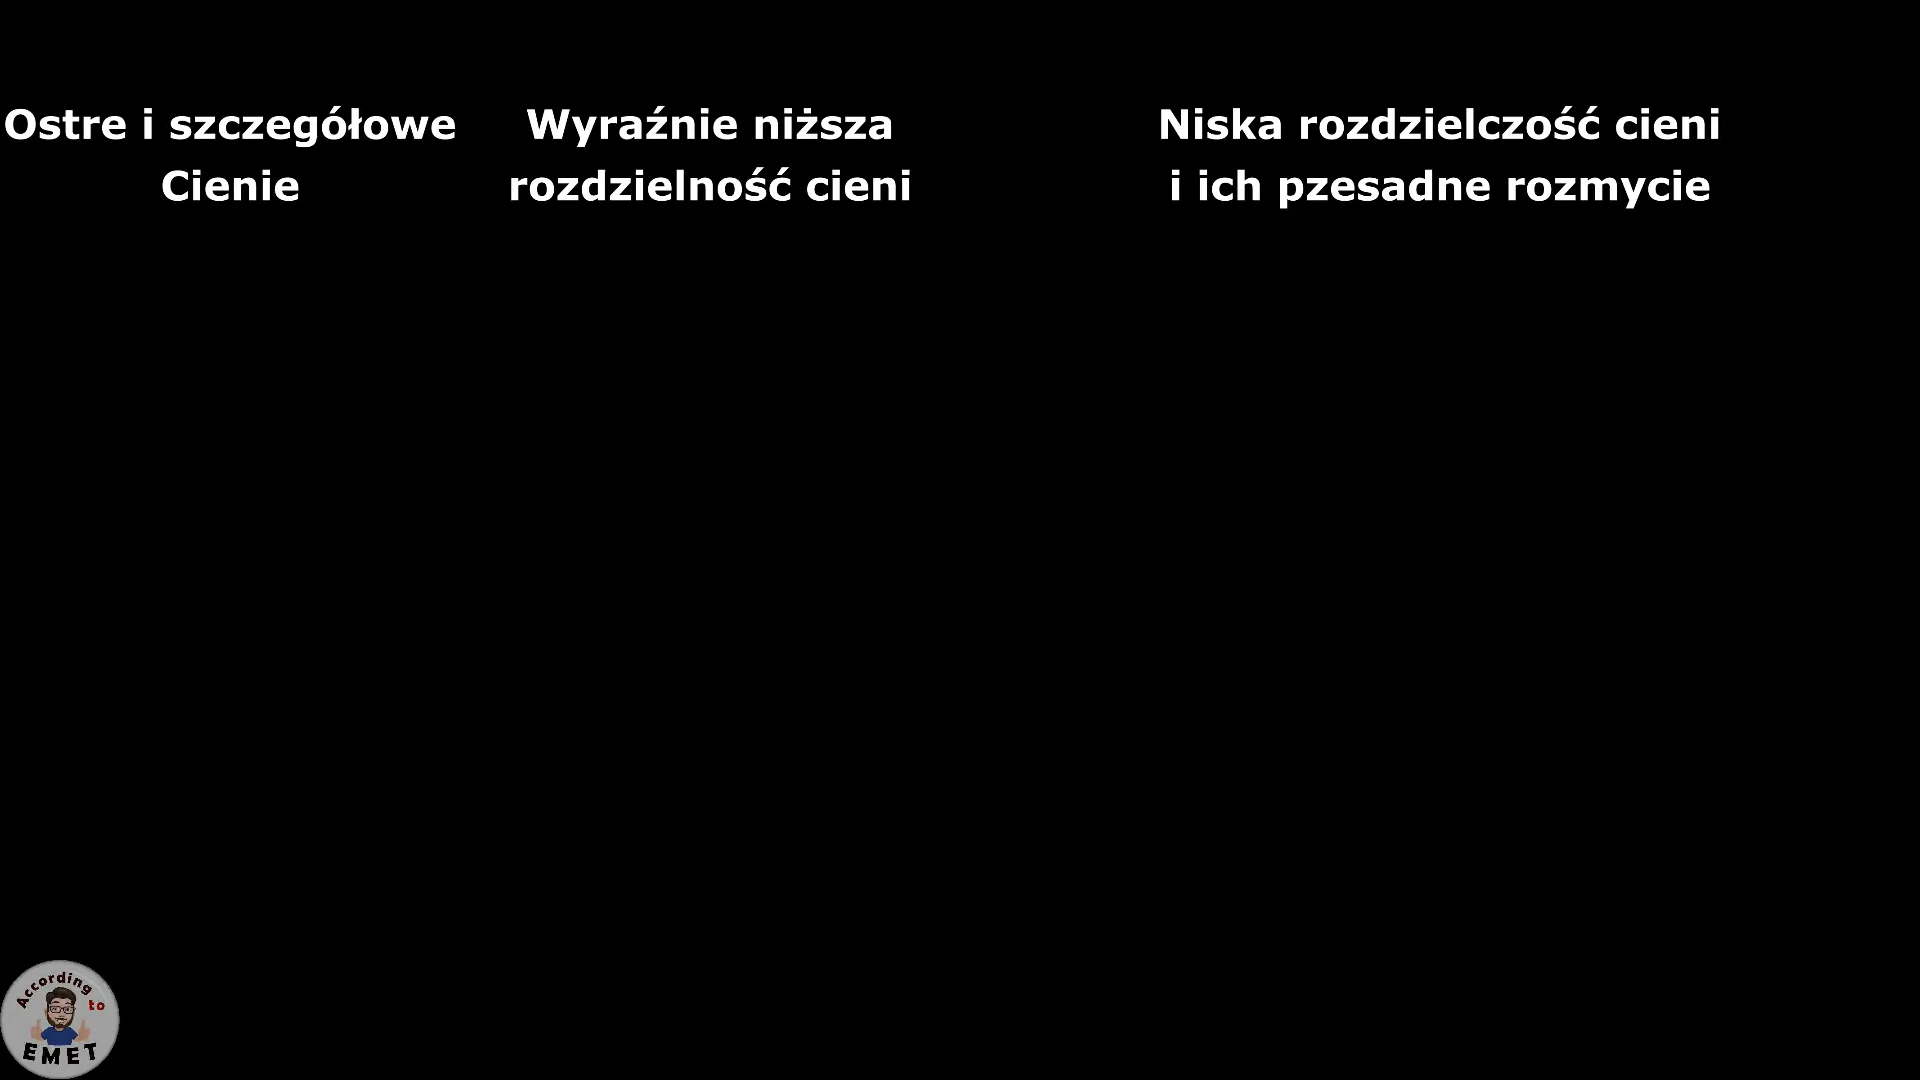 Ostre i szczegółowe
Cienie
Wyraźnie niższa
rozdzielność cieni
Niska rozdzielczość cieni
i ich pzesadne rozmycie
According
to
EMET